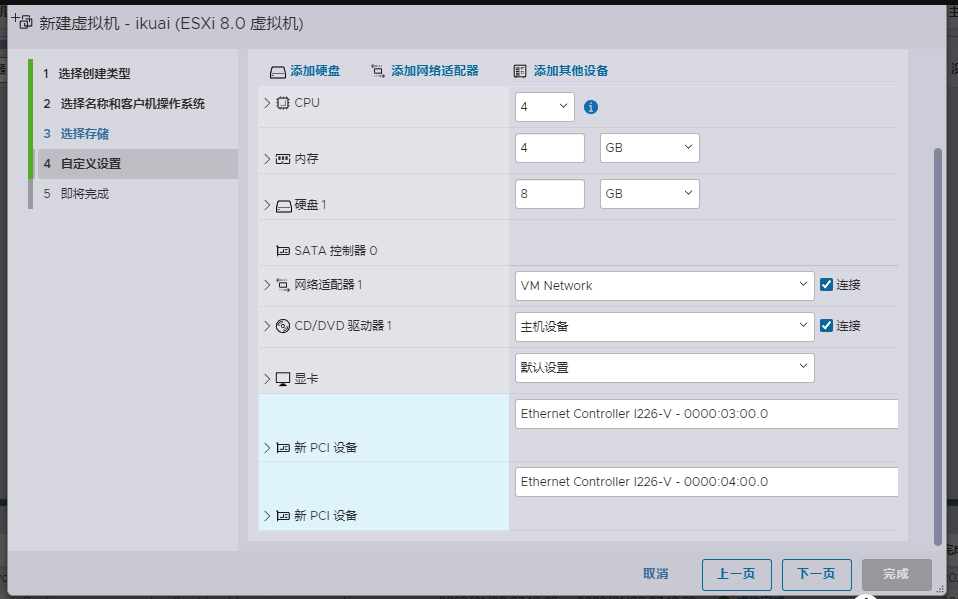 新建虚拟机 - ikuai (ESXi 8.0 虚拟机)
1 选择创建类型
2 选择名称和客户机操作系统
3 选择存储
4 自定义设置
5 即将完成
添加硬盘 添加网络适配器 添加其他设备
CPU 4
内存 4 GB
硬盘 1 8 GB
SATA 控制器 0
网络适配器 1 VM Network 连接
CD/DVD 驱动器 1 主机设备 连接
显卡 默认设置
新 PCI 设备 Ethernet Controller I226-V - 0000:03:00.0
新 PCI 设备 Ethernet Controller I226-V - 0000:04:00.0
取消 上一页 下一页 完成